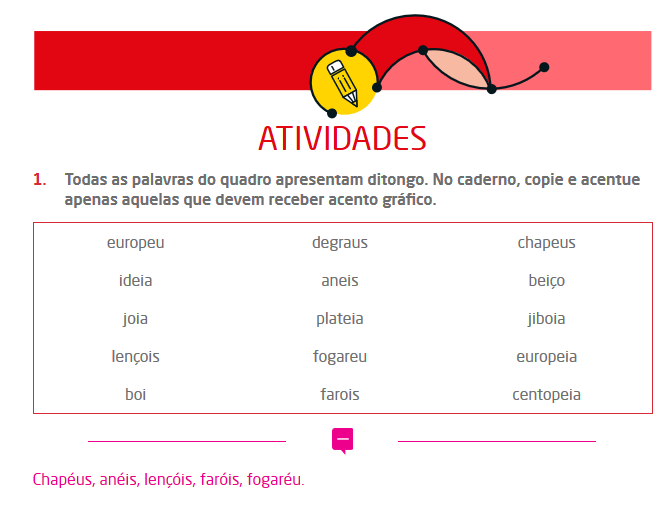 ATIVIDADES
1. Todas as palavras do quadro apresentam ditongo. No caderno, copie e acentue
apenas aquelas que devem receber acento gráfico.
europeu degraus chapeus
ideia aneis beiço
joia plateia jiboia
lençois fogareu europeia
boi farois centopeia
Chapéus, anéis, lençóis, faróis, fogaréu.